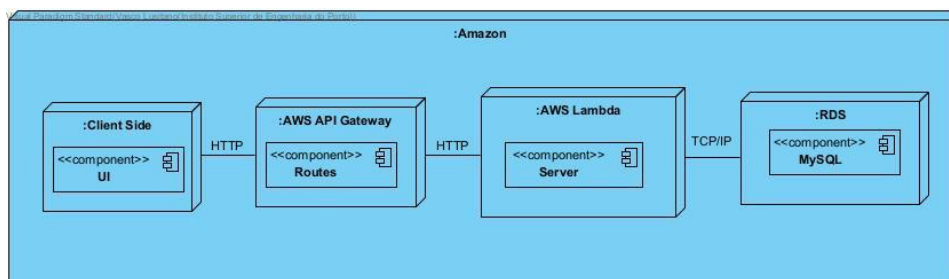 Visual Paradigm Standard(Vasco Lusitano(Instituto Superior de Engenharia do Porto))
:Amazon
:Client Side
<<component>>
UI
HTTP
:AWS API Gateway
<<component>>
Routes
HTTP
:AWS Lambda
<<component>>
Server
TCP/IP
:RDS
<<component>>
MySQL